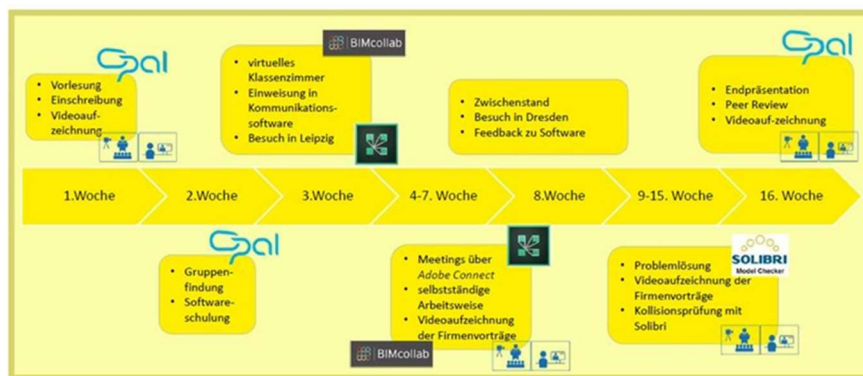 Opal
• Vorlesung
• Einschreibung
• Videoauf-
zeichnung
BIMcollab
• virtuelles
Klassenzimmer
• Einweisung in
Kommunikations-
software
• Besuch in Leipzig
• Zwischenstand
• Besuch in Dresden
• Feedback zu Software
Opal
• Endpräsentation
• Peer Review
• Videoauf-zeichnung
1.Woche
2.Woche
3.Woche
4-7. Woche
8.Woche
9-15. Woche
16. Woche
Opal
• Gruppen-
findung
• Software-
schulung
• Meetings über
Adobe Connect
• selbstständige
Arbeitsweise
• Videoaufzeichnung
der Firmenvorträge
BIMcollab
SOLIBRI
Model Checker
• Problemlösung
• Videoaufzeichnung der
Firmenvorträge
• Kollisionsprüfung mit
Solibri